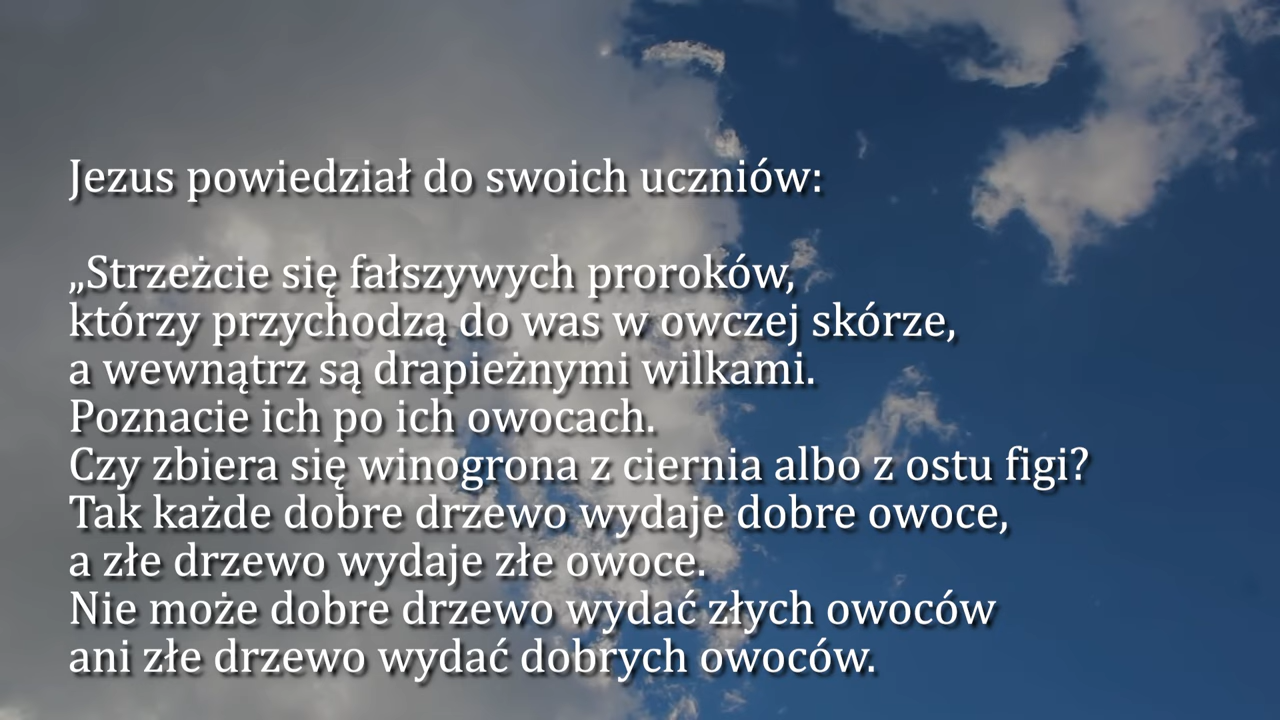 Jezus powiedział do swoich uczniów:
„Strzeżcie się fałszywych proroków,
którzy przychodzą do was w owczej skórze,
a wewnątrz są drapieżnymi wilkami.
Poznacie ich po ich owocach.
Czy zbiera się winogrona z ciernia albo z ostu figi?
Tak każde dobre drzewo wydaje dobre owoce,
a złe drzewo wydaje złe owoce.
Nie może dobre drzewo wydać złych owoców
ani złe drzewo wydać dobrych owoców.